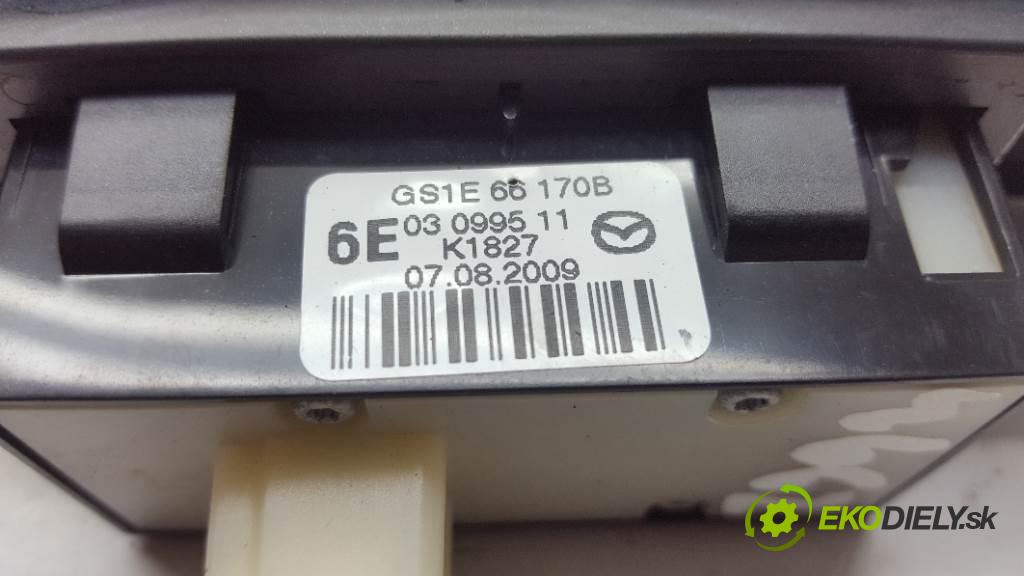 GS1E 66 170B
6E 03 0995 11
K1827
07.08.2009
EKODIELY.sk